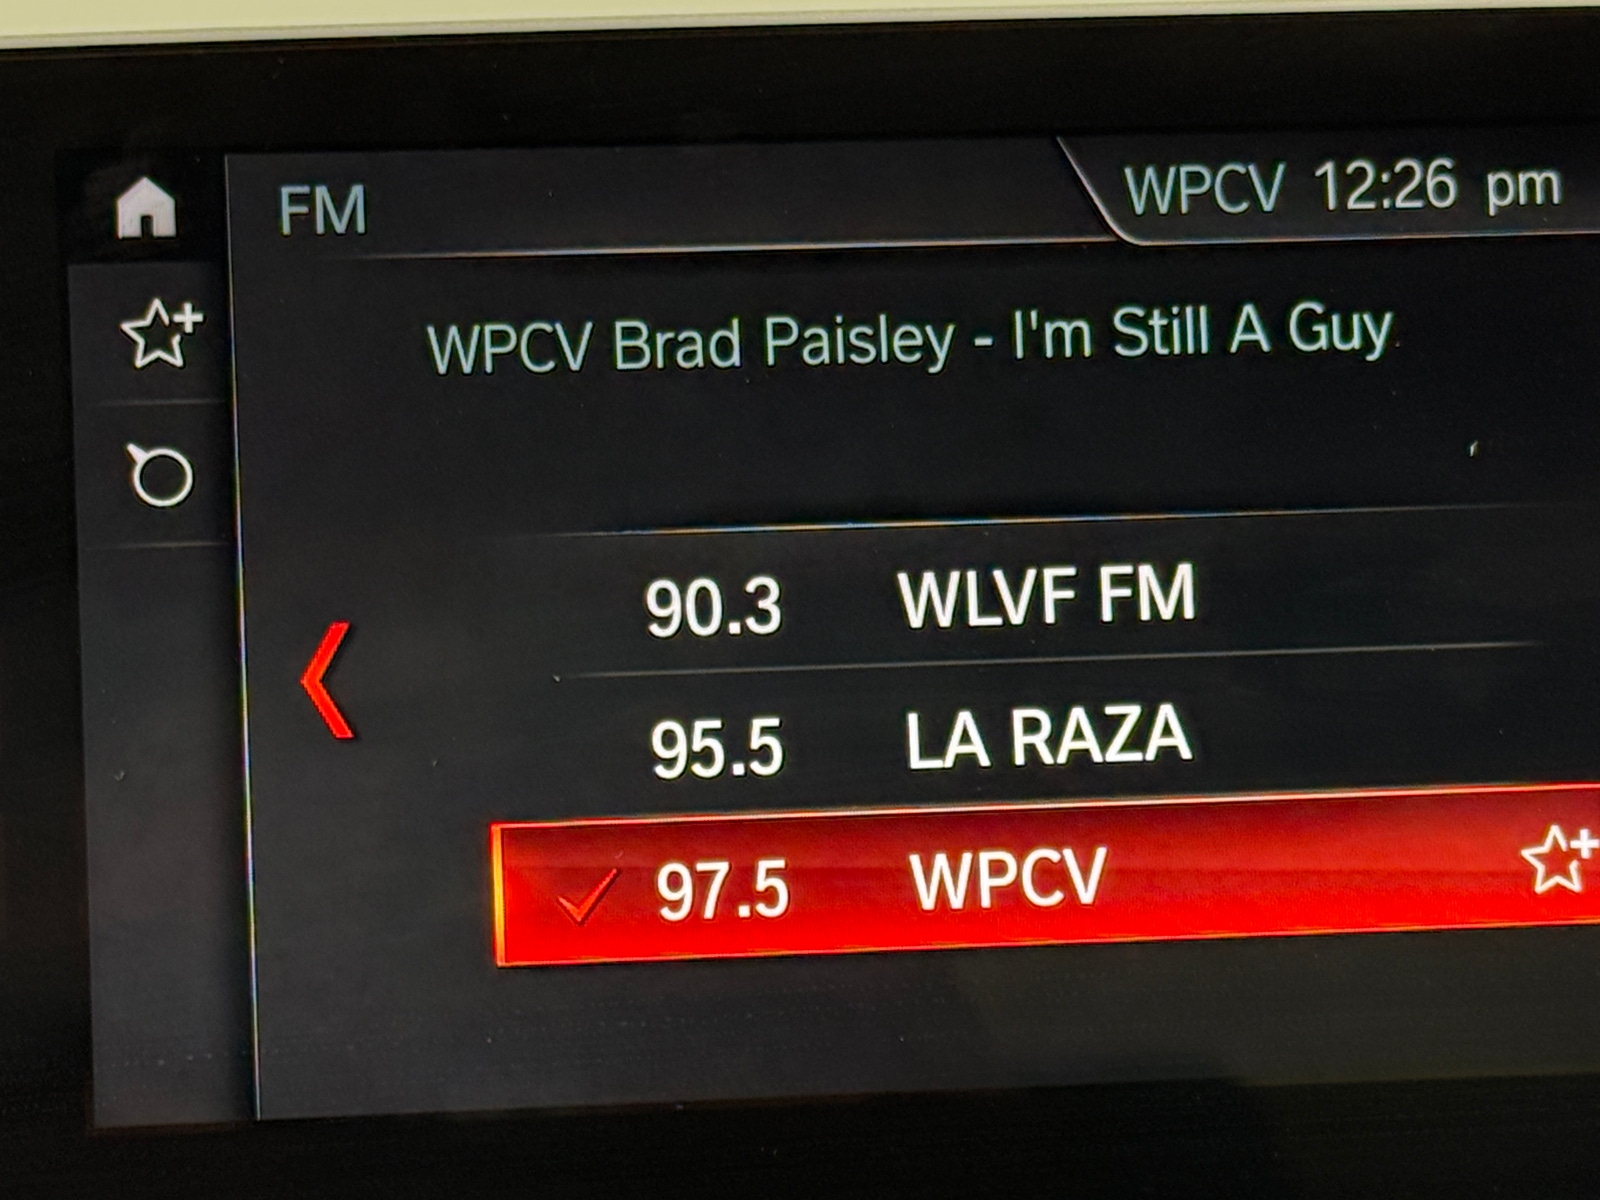 FM
WPCV 12:26 pm
WPCV Brad Paisley - I'm Still A Guy
90.3 WLVF FM
95.5 LA RAZA
97.5 WPCV